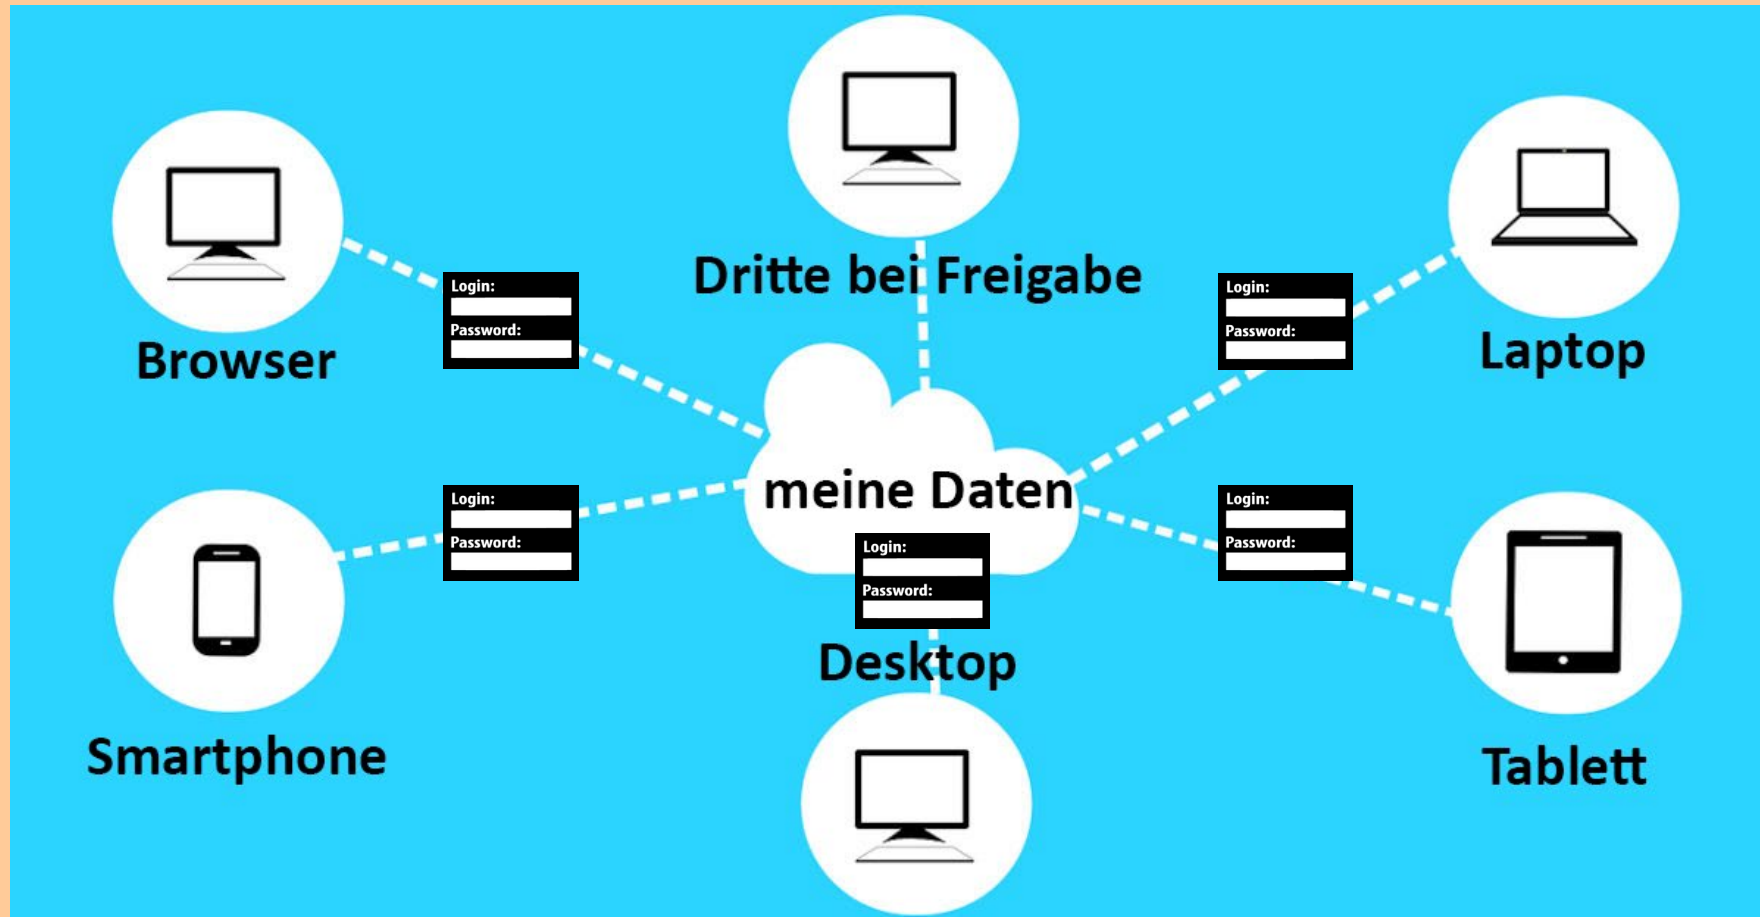 Dritte bei Freigabe
Browser
Login:
Password:
Login:
Password:
Laptop
meine Daten
Login:
Password:
Login:
Password:
Login:
Password:
Desktop
Smartphone
Tablett